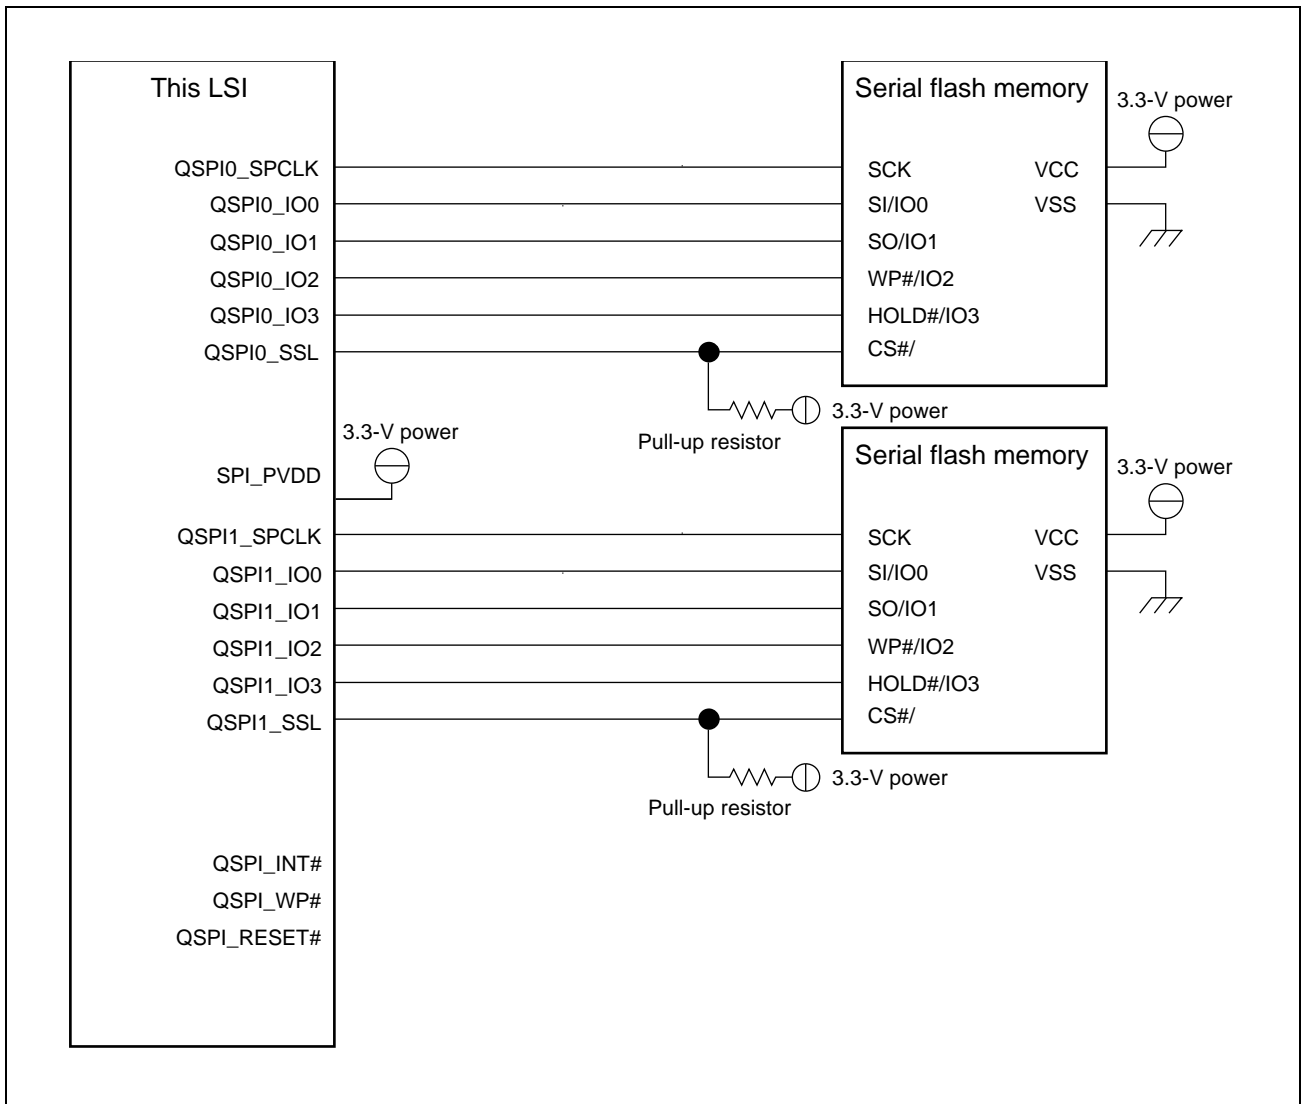 This LSI
QSPI0_SPCLK
QSPI0_IO0
QSPI0_IO1
QSPI0_IO2
QSPI0_IO3
QSPI0_SSL
SPI_PVDD
3.3-V power
QSPI1_SPCLK
QSPI1_IO0
QSPI1_IO1
QSPI1_IO2
QSPI1_IO3
QSPI1_SSL
QSPI_INT#
QSPI_WP#
QSPI_RESET#
Serial flash memory
3.3-V power
SCK VCC
SI/IO0 VSS
SO/IO1
WP#/IO2
HOLD#/IO3
CS#/
3.3-V power
Pull-up resistor
Serial flash memory
3.3-V power
SCK VCC
SI/IO0 VSS
SO/IO1
WP#/IO2
HOLD#/IO3
CS#/
3.3-V power
Pull-up resistor